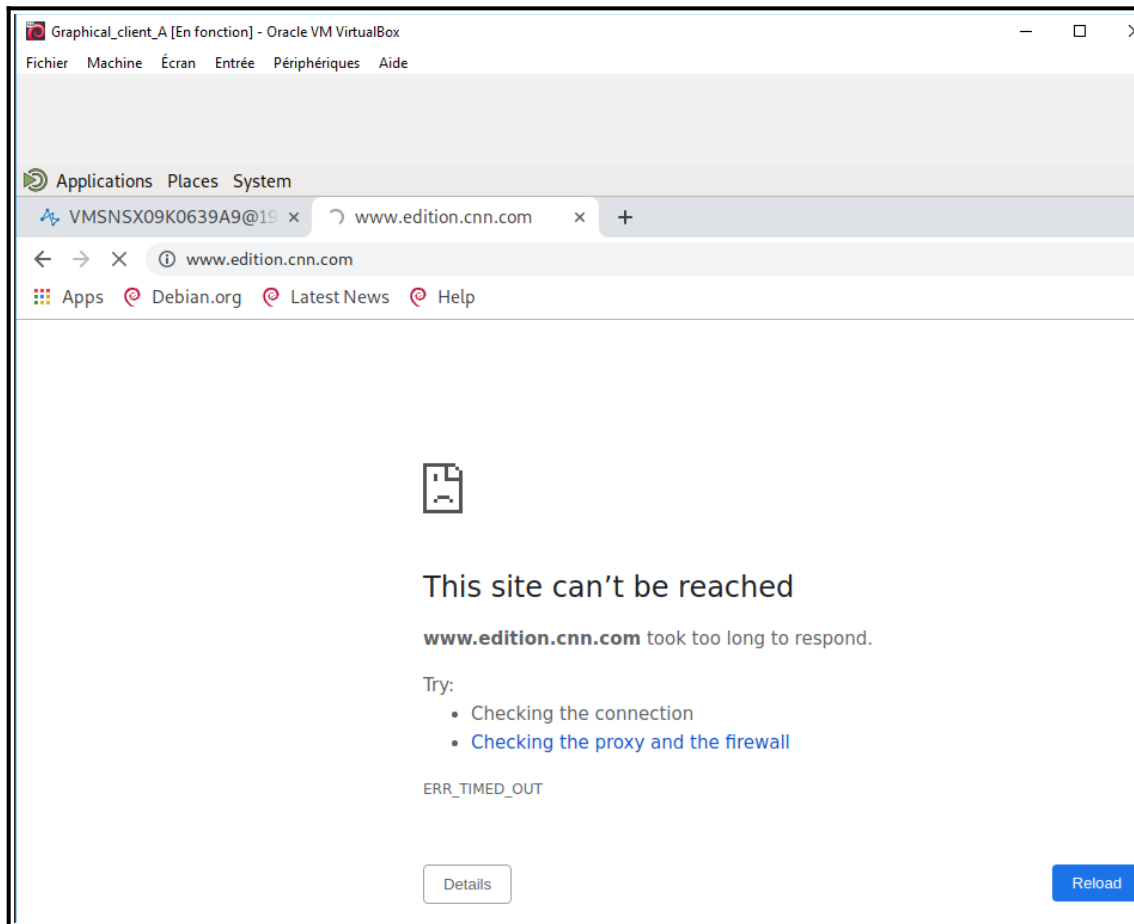 Graphical_client_A [En fonction] - Oracle VM VirtualBox
Fichier Machine Écran Entrée Périphériques Aide
Applications Places System
VMSNSX09K0639A9@19 www.edition.cnn.com
www.edition.cnn.com
Apps Debian.org Latest News Help
This site can’t be reached
www.edition.cnn.com took too long to respond.
Try:
• Checking the connection
• Checking the proxy and the firewall
ERR_TIMED_OUT
Details Reload